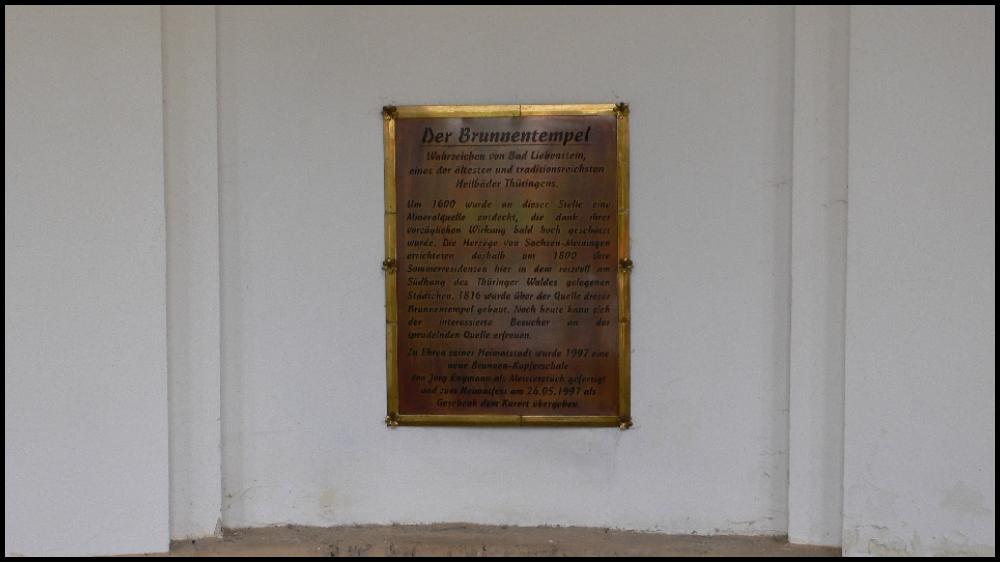 Der Brunnentempel
Wahrzeichen von Bad Liebenstein,
eines der ältesten und traditionsreichsten
Heilbäder Thüringens.
Um 1600 wurde an dieser Stelle eine
Mineralquelle entdeckt, die dank ihrer
vorzüglichen Wirkung bald hoch geschätzt
wurde. Die Herzöge von Sachsen-Meiningen
errichteten deshalb um 1800 ihre
Sommerresidenzen hier in dem reizvoll am
Südhang des Thüringer Waldes gelegenen
Städtchen. 1816 wurde über der Quelle dieser
Brunnentempel gebaut. Noch heute kann sich
der interessierte Besucher an der
sprudelnden Quelle erfreuen.
Zu Ehren seiner Heimatstadt wurde 1997 eine
neue Brunnen-Kupferschale
von Jörg Engmann als Meisterstück gefertigt
und zum Brunnenfest am 26.05.1997 als
Geschenk dem Kurort übergeben.